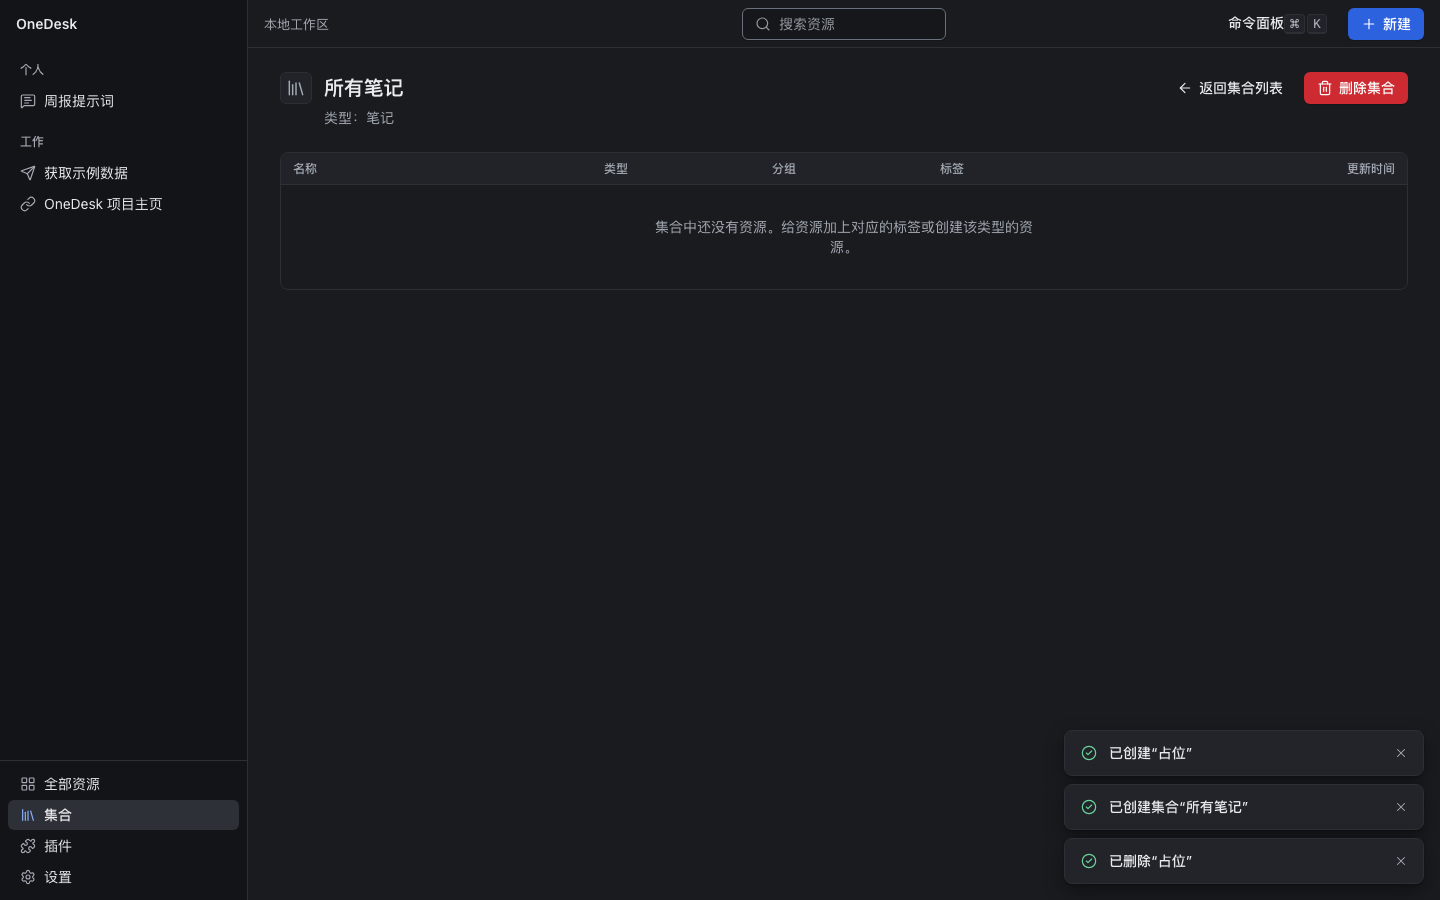 OneDesk
本地工作区
搜索资源
命令面板 ⌘ K
新建
个人
周报提示词
工作
获取示例数据
OneDesk 项目主页
所有笔记
类型：笔记
返回集合列表
删除集合
名称 类型 分组 标签 更新时间
集合中还没有资源。给资源加上对应的标签或创建该类型的资
源。
全部资源
集合
插件
设置
已创建“占位”
已创建集合“所有笔记”
已删除“占位”